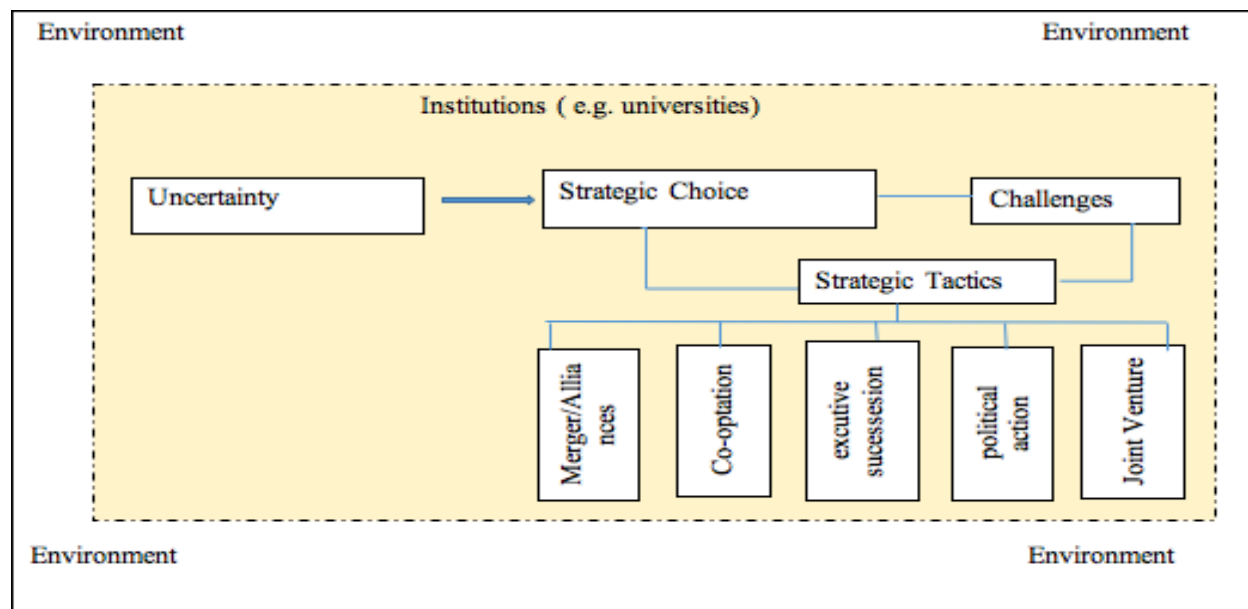 Environment
Environment
Institutions ( e.g. universities)
Uncertainty
Strategic Choice
Challenges
Strategic Tactics
Merger/Allia
nces
Co-optation
excutive
sucessesion
political
action
Joint Venture
Environment
Environment